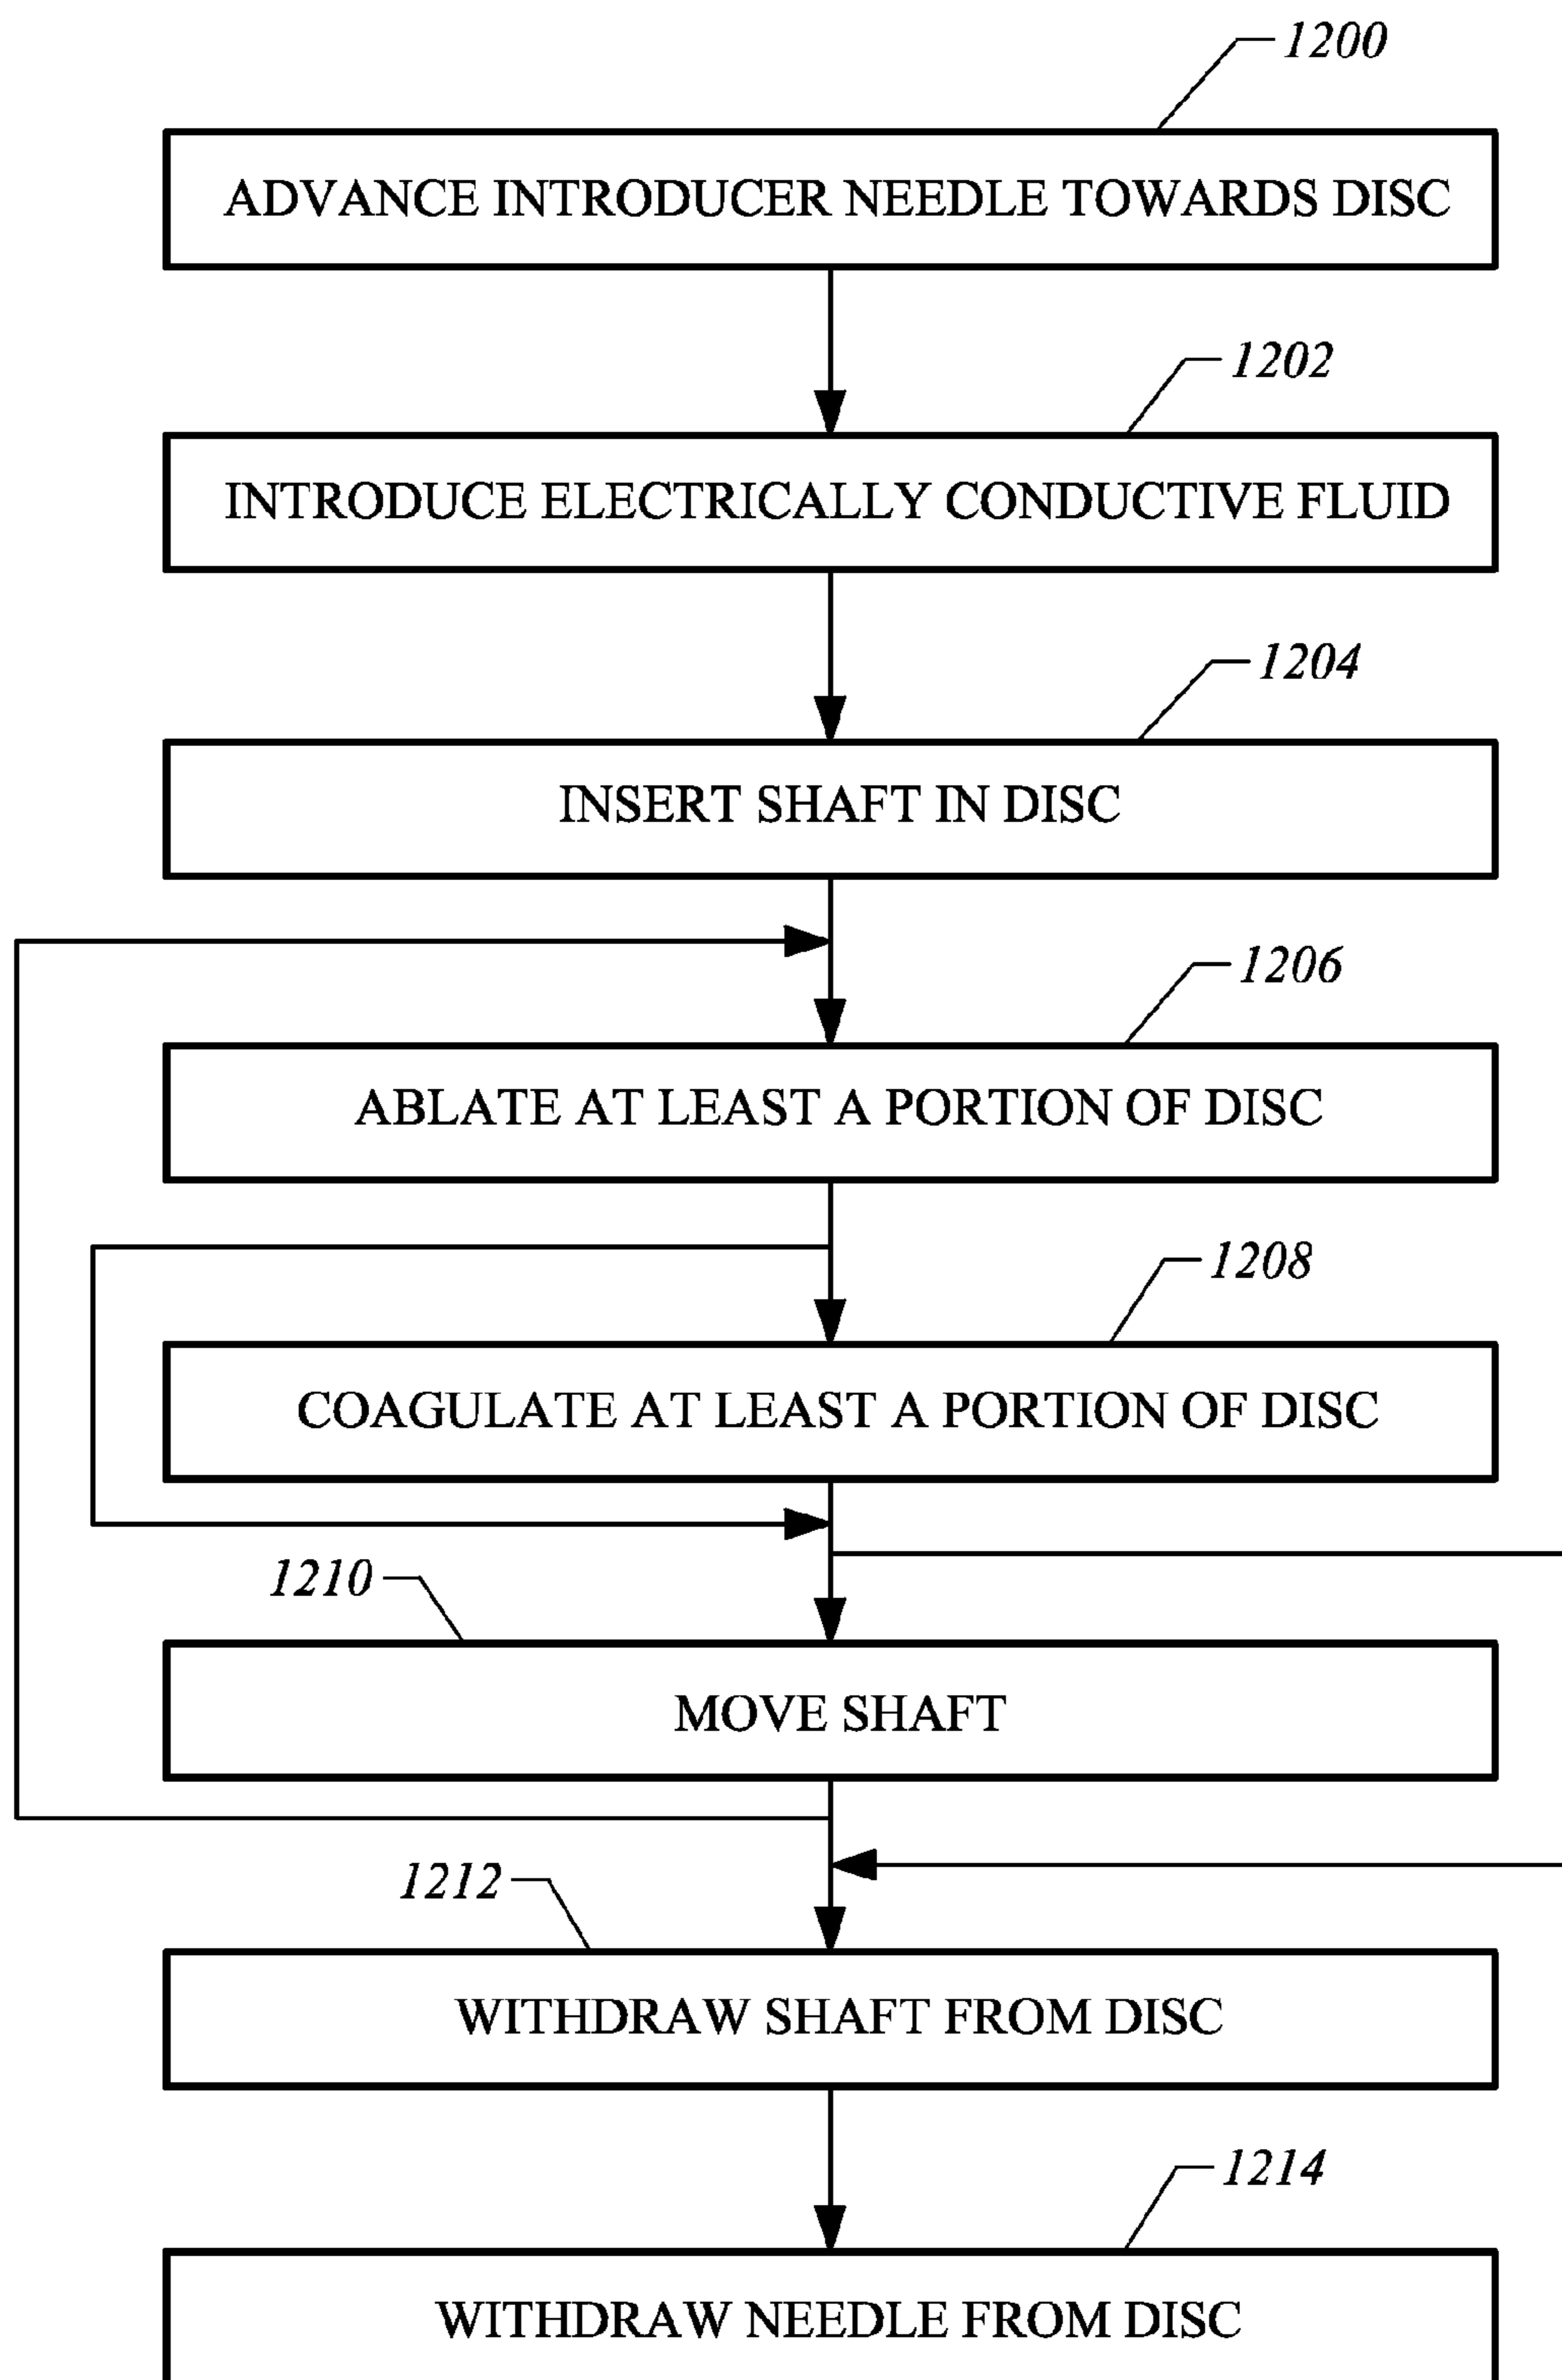 1200
ADVANCE INTRODUCER NEEDLE TOWARDS DISC
1202
INTRODUCE ELECTRICALLY CONDUCTIVE FLUID
1204
INSERT SHAFT IN DISC
1206
ABLATE AT LEAST A PORTION OF DISC
1208
COAGULATE AT LEAST A PORTION OF DISC
1210
MOVE SHAFT
1212
WITHDRAW SHAFT FROM DISC
1214
WITHDRAW NEEDLE FROM DISC